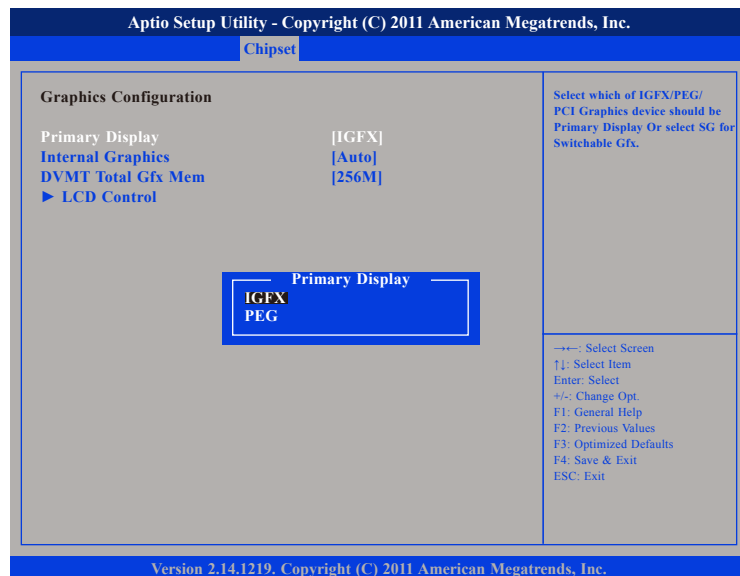 Aptio Setup Utility - Copyright (C) 2011 American Megatrends, Inc.
Chipset
Graphics Configuration
Primary Display [IGFX]
Internal Graphics [Auto]
DVMT Total Gfx Mem [256M]
► LCD Control
Primary Display
IGFX
PEG
Select which of IGFX/PEG/
PCI Graphics device should be
Primary Display Or select SG for
Switchable Gfx.
→←: Select Screen
↑↓: Select Item
Enter: Select
+/-: Change Opt.
F1: General Help
F2: Previous Values
F3: Optimized Defaults
F4: Save & Exit
ESC: Exit
Version 2.14.1219. Copyright (C) 2011 American Megatrends, Inc.